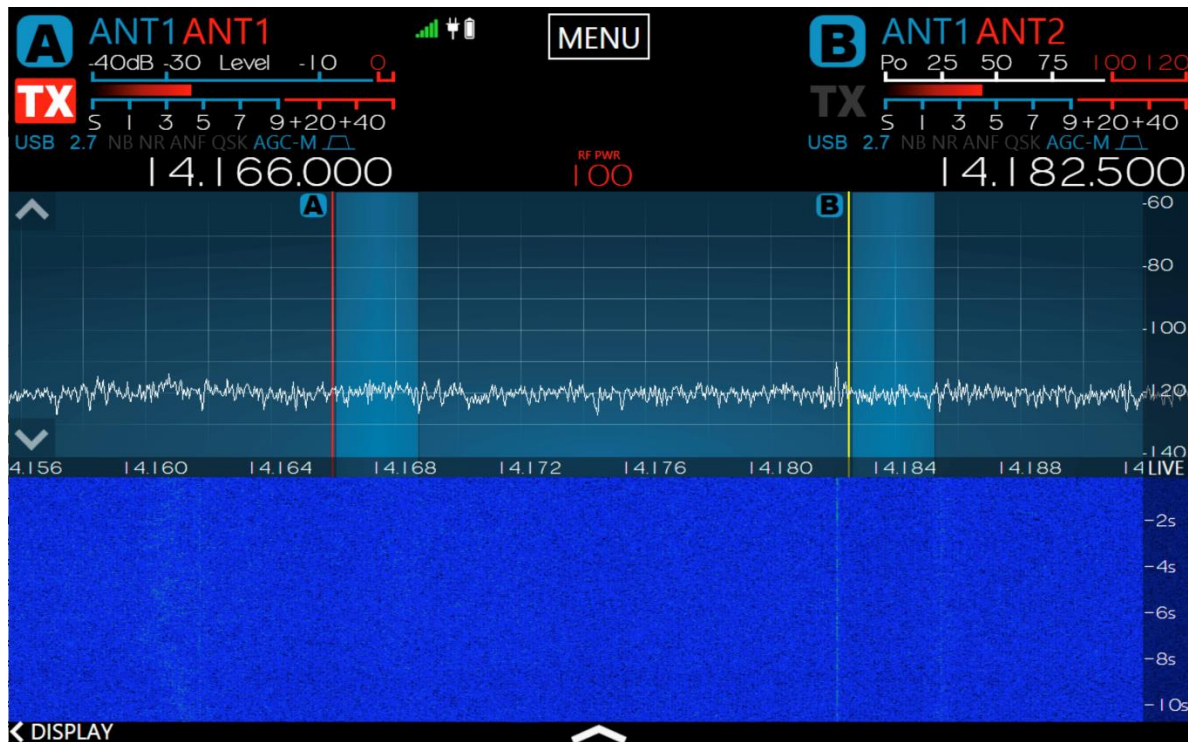 A ANT1 ANT1 MENU B ANT1 ANT2
-40dB -30 Level -10 0 Po 25 50 75 100 120
TX TX
S 1 3 5 7 9+20+40 S 1 3 5 7 9+20+40
USB 2.7 NB NR ANF QSK AGC-M USB 2.7 NB NR ANF QSK AGC-M
RF PWR
14.166.000 100 14.182.500
A B -60
-80
-100
-120
-140
4.156 14.160 14.164 14.168 14.172 14.176 14.180 14.184 14.188 14 LIVE
-2s
-4s
-6s
-8s
-10s
DISPLAY